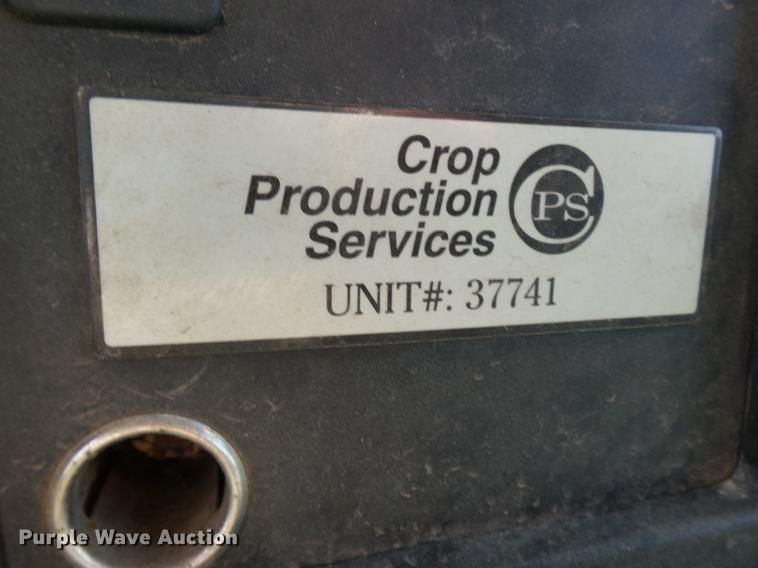 Crop
Production
Services
CPS
UNIT#: 37741
Purple Wave Auction